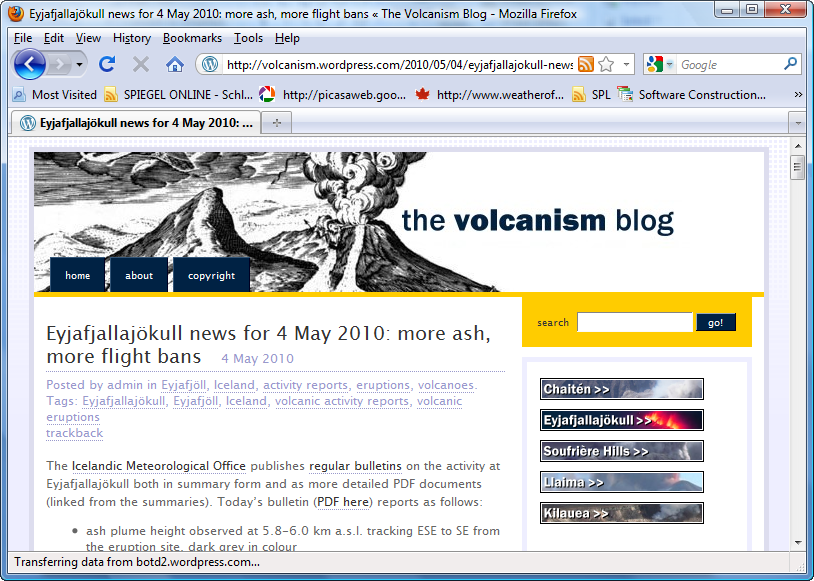 Eyjafjallajökull news for 4 May 2010: more ash, more flight bans « The Volcanism Blog - Mozilla Firefox
File Edit View History Bookmarks Tools Help
http://volcanism.wordpress.com/2010/05/04/eyjafjallajokull-news
Google
Most Visited SPIEGEL ONLINE - Schl... http://picasaweb.goo... http://www.weatherof... SPL Software Construction... »
Eyjafjallajökull news for 4 May 2010: ...
the volcanism blog
home about copyright
search go!
Eyjafjallajökull news for 4 May 2010: more ash,
more flight bans 4 May 2010
Posted by admin in Eyjafjöll, Iceland, activity reports, eruptions, volcanoes.
Tags: Eyjafjallajökull, Eyjafjöll, Iceland, volcanic activity reports, volcanic
eruptions
trackback
The Icelandic Meteorological Office publishes regular bulletins on the activity at
Eyjafjallajökull both in summary form and as more detailed PDF documents
(linked from the summaries). Today's bulletin (PDF here) reports as follows:
• ash plume height observed at 5.8-6.0 km a.s.l. tracking ESE to SE from
the eruption site, dark grey in colour
Chaitén >>
Eyjafjallajökull >>
Soufrière Hills >>
Llaima >>
Kilauea >>
Transferring data from botd2.wordpress.com...